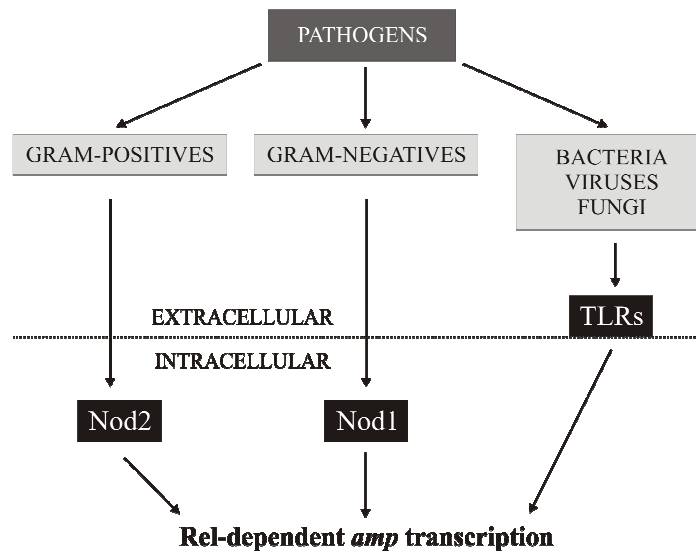 PATHOGENS
GRAM-POSITIVES
GRAM-NEGATIVES
BACTERIA
VIRUSES
FUNGI
TLRs
EXTRACELLULAR
INTRACELLULAR
Nod2
Nod1
Rel-dependent amp transcription